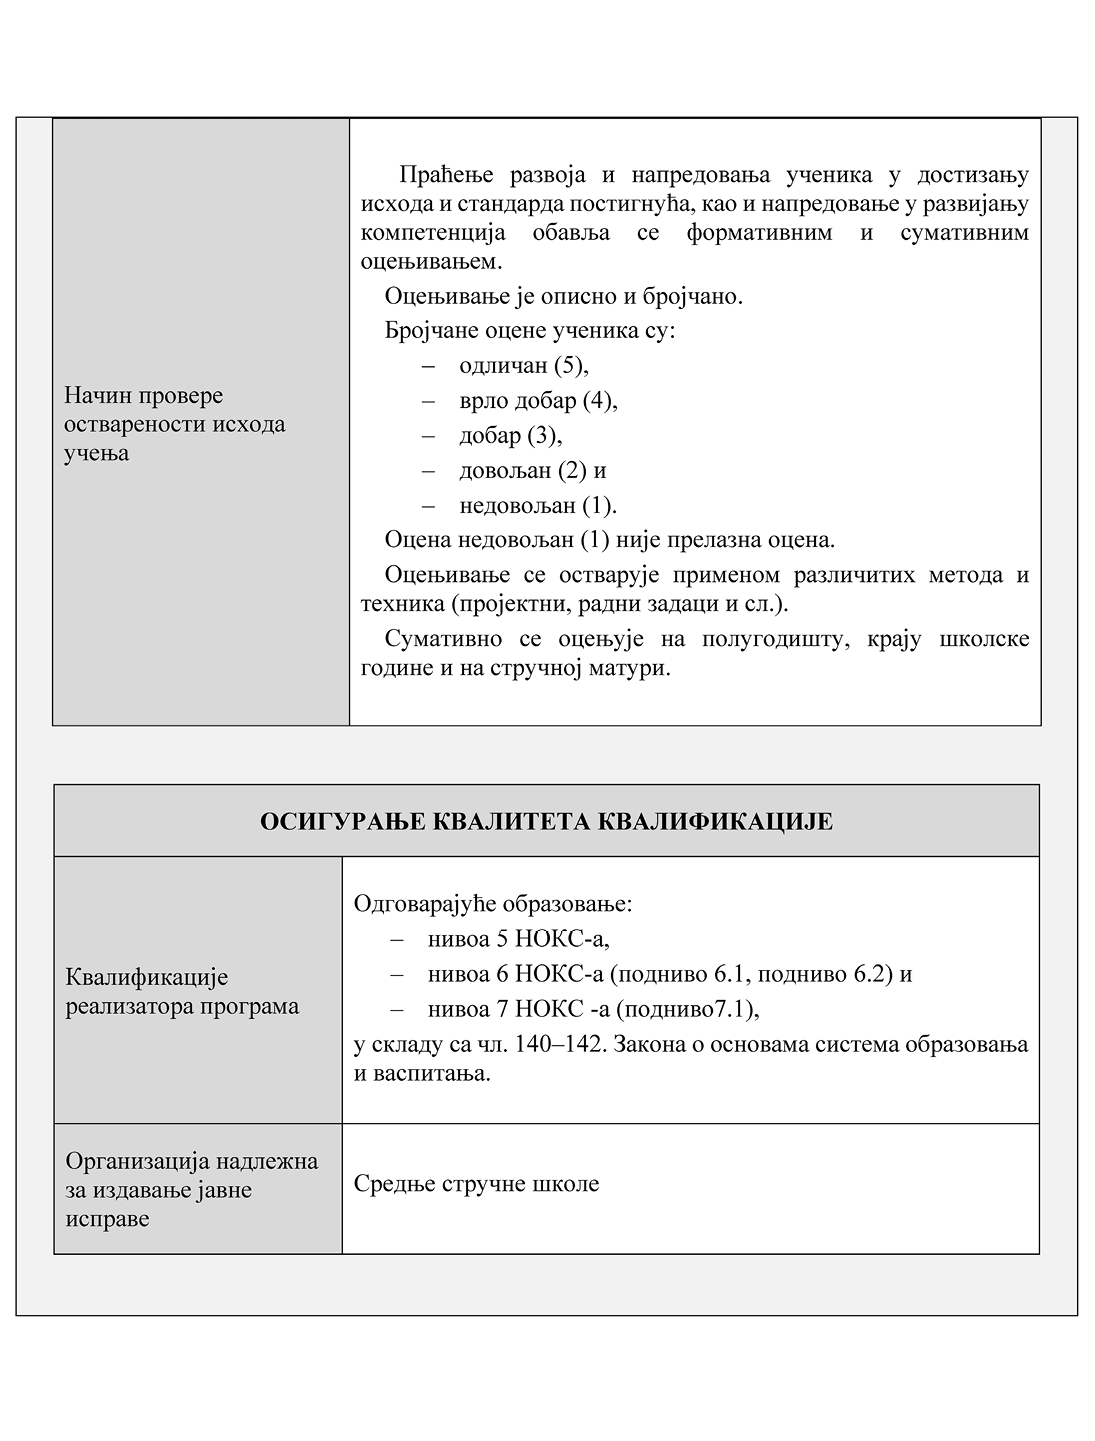 Начин провере
остварености исхода
учења
Праћење развоја и напредовања ученика у достизању
исхода и стандарда постигнућа, као и напредовање у развијању
компетенција обавља се формативним и сумативним
оцењивањем.
Оцењивање је описно и бројчано.
Бројчане оцене ученика су:
– одличан (5),
– врло добар (4),
– добар (3),
– довољан (2) и
– недовољан (1).
Оцена недовољан (1) није прелазна оцена.
Оцењивање се остварује применом различитих метода и
техника (пројектни, радни задаци и сл.).
Сумативно се оцењује на полугодишту, крају школске
године и на стручној матури.
ОСИГУРАЊЕ КВАЛИТЕТА КВАЛИФИКАЦИЈЕ
Квалификације
реализатора програма
Одговарајуће образовање:
– нивоа 5 НОКС-а,
– нивоа 6 НОКС-а (подниво 6.1, подниво 6.2) и
– нивоа 7 НОКС -а (подниво7.1),
у складу са чл. 140–142. Закона о основама система образовања
и васпитања.
Организација надлежна
за издавање јавне
исправе
Средње стручне школе